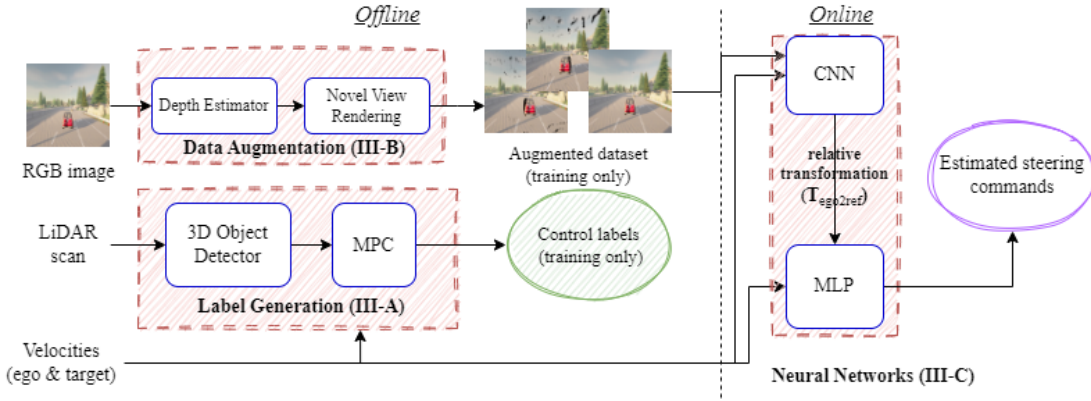 Offline
Online
Depth Estimator
Novel View
Rendering
Data Augmentation (III-B)
RGB image
Augmented dataset
(training only)
LiDAR
scan
3D Object
Detector
MPC
Label Generation (III-A)
Control labels
(training only)
Velocities
(ego & target)
CNN
relative
transformation
(T_ego2ref)
MLP
Neural Networks (III-C)
Estimated steering
commands